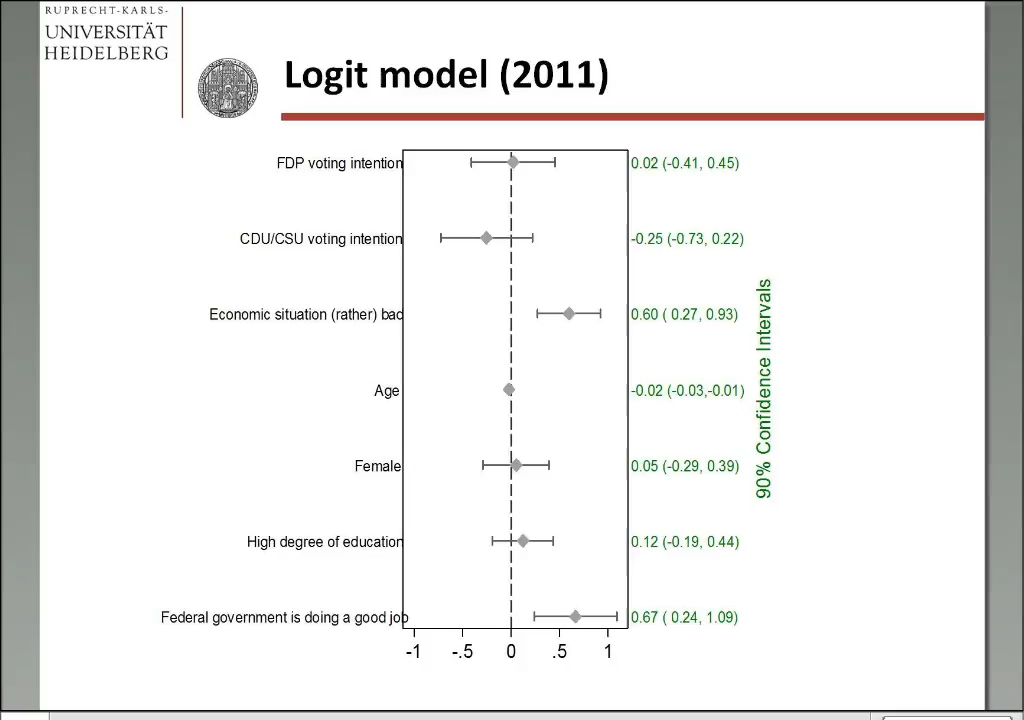 RUPRECHT-KARLS-
UNIVERSITÄT
HEIDELBERG
Logit model (2011)
FDP voting intention 0.02 (-0.41, 0.45)
CDU/CSU voting intention -0.25 (-0.73, 0.22)
Economic situation (rather) bad 0.60 ( 0.27, 0.93)
Age -0.02 (-0.03,-0.01)
Female 0.05 (-0.29, 0.39)
High degree of education 0.12 (-0.19, 0.44)
Federal government is doing a good job 0.67 ( 0.24, 1.09)
90% Confidence Intervals
-1 -.5 0 .5 1